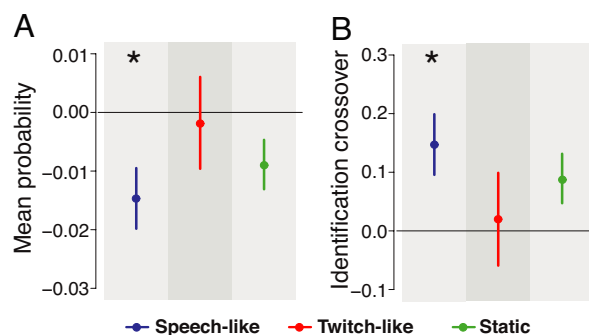 A
Mean probability
0.01
0.00
−0.01
−0.02
−0.03
*
B
Identification crossover
0.3
0.2
0.1
0.0
−0.1
*
Speech-like Twitch-like Static